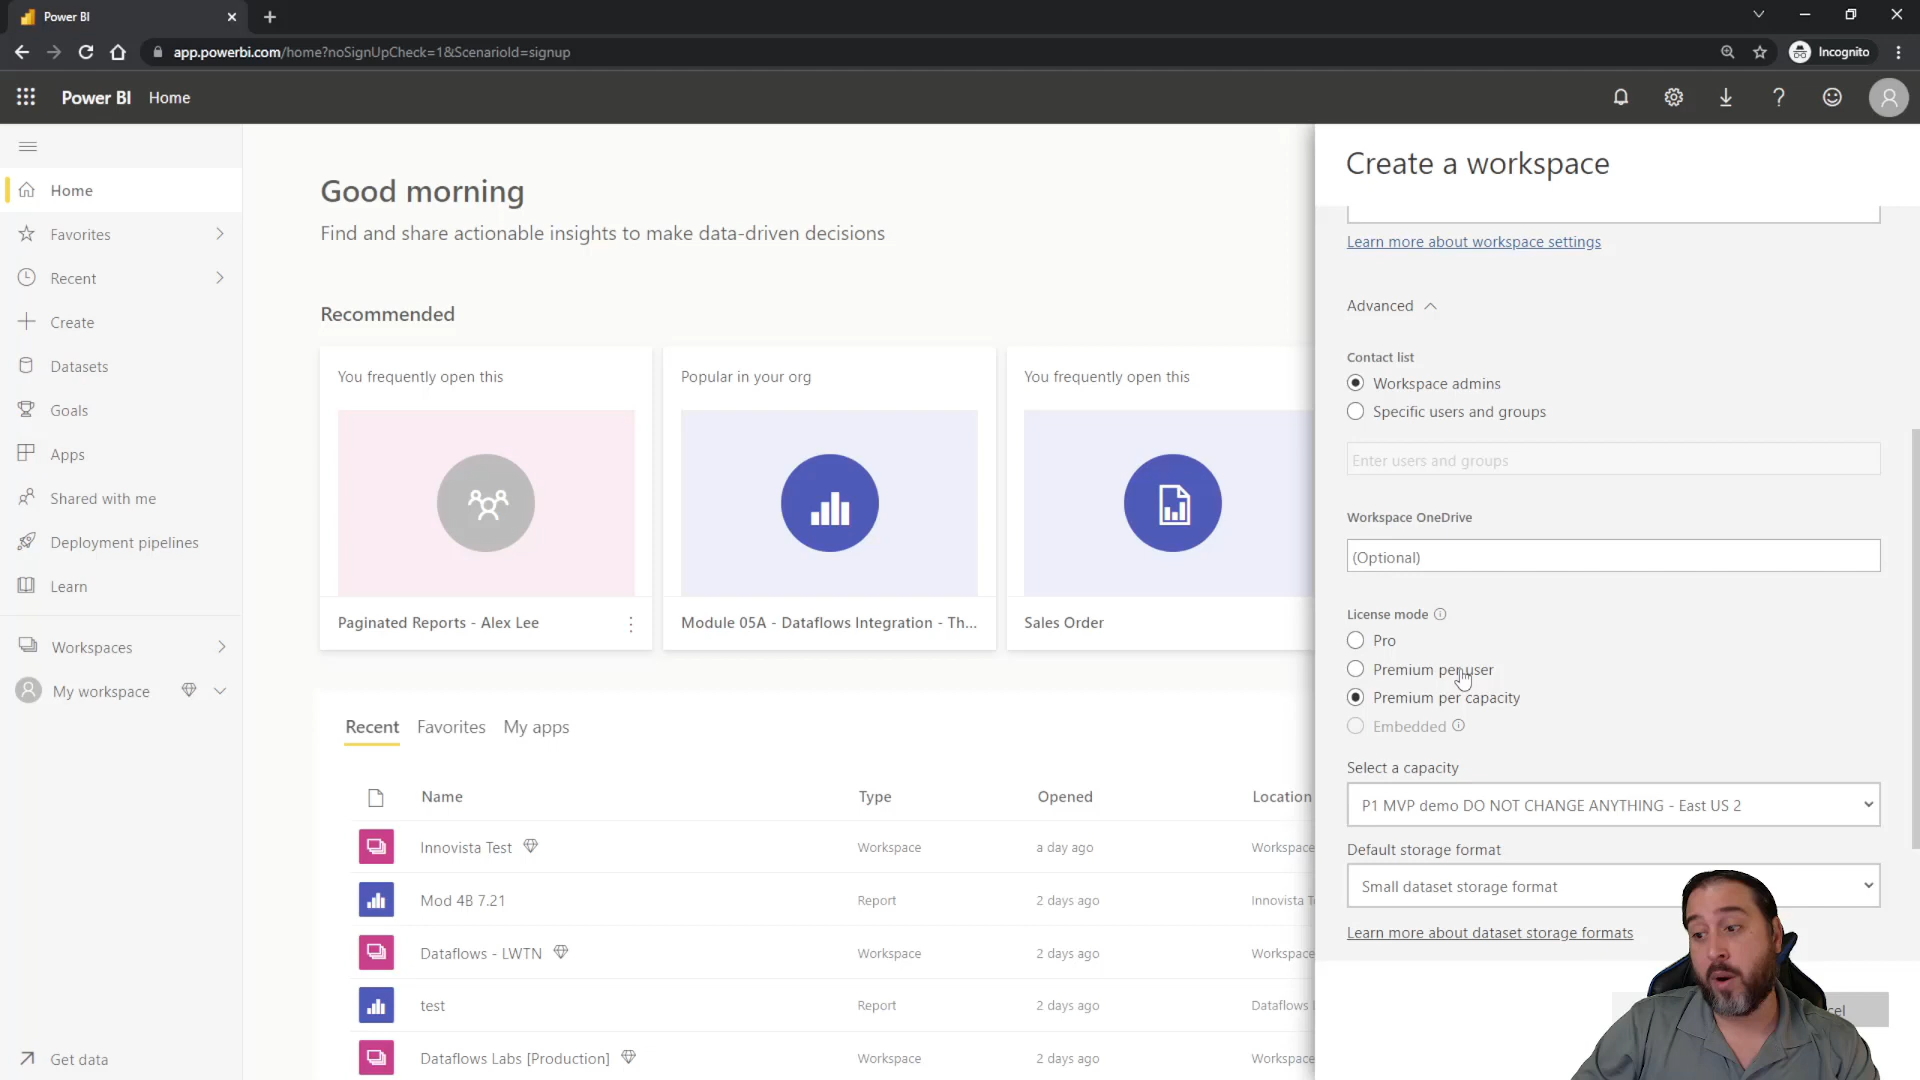 Power BI
app.powerbi.com/home?noSignUpCheck=1&ScenarioId=signup
Incognito
Power BI Home
Home
Favorites
Recent
Create
Datasets
Goals
Apps
Shared with me
Deployment pipelines
Learn
Workspaces
My workspace
Get data
Good morning
Find and share actionable insights to make data-driven decisions
Recommended
You frequently open this
Paginated Reports - Alex Lee
Popular in your org
Module 05A - Dataflows Integration - Th...
You frequently open this
Sales Order
Recent Favorites My apps
Name Type Opened Location
Innovista Test Workspace a day ago Workspace
Mod 4B 7.21 Report 2 days ago Innovista T
Dataflows - LWTN Workspace 2 days ago Workspace
test Report 2 days ago Dataflows
Dataflows Labs [Production] Workspace 2 days ago Workspace
Create a workspace
Learn more about workspace settings
Advanced
Contact list
Workspace admins
Specific users and groups
Enter users and groups
Workspace OneDrive
(Optional)
License mode
Pro
Premium per user
Premium per capacity
Embedded
Select a capacity
P1 MVP demo DO NOT CHANGE ANYTHING - East US 2
Default storage format
Small dataset storage format
Learn more about dataset storage formats